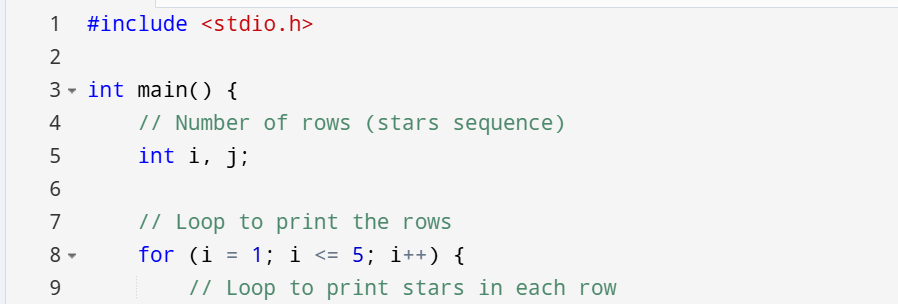 1 #include <stdio.h>
2
3 int main() {
4     // Number of rows (stars sequence)
5     int i, j;
6
7     // Loop to print the rows
8     for (i = 1; i <= 5; i++) {
9         // Loop to print stars in each row